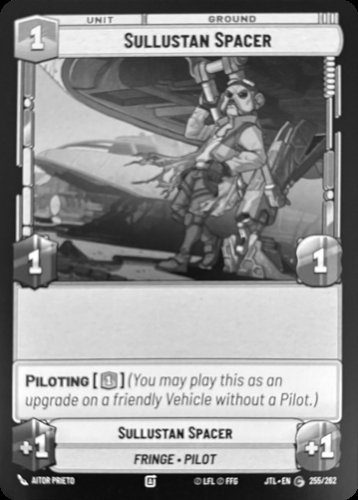 UNIT GROUND
1 SULLUSTAN SPACER
1 1
PILOTING [1] (You may play this as an
upgrade on a friendly Vehicle without a Pilot.)
+1 SULLUSTAN SPACER +1
FRINGE • PILOT
AITOR PRIETO © LFL © FFG JTL • EN 255/262